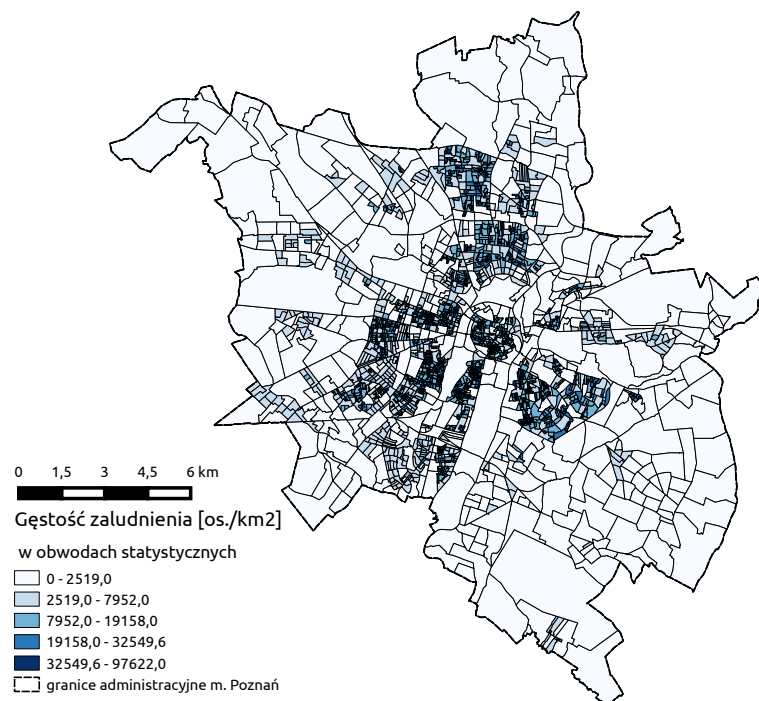 0 1,5 3 4,5 6 km
Gęstość zaludnienia [os./km2]
w obwodach statystycznych
0 - 2519,0
2519,0 - 7952,0
7952,0 - 19158,0
19158,0 - 32549,6
32549,6 - 97622,0
granice administracyjne m. Poznań